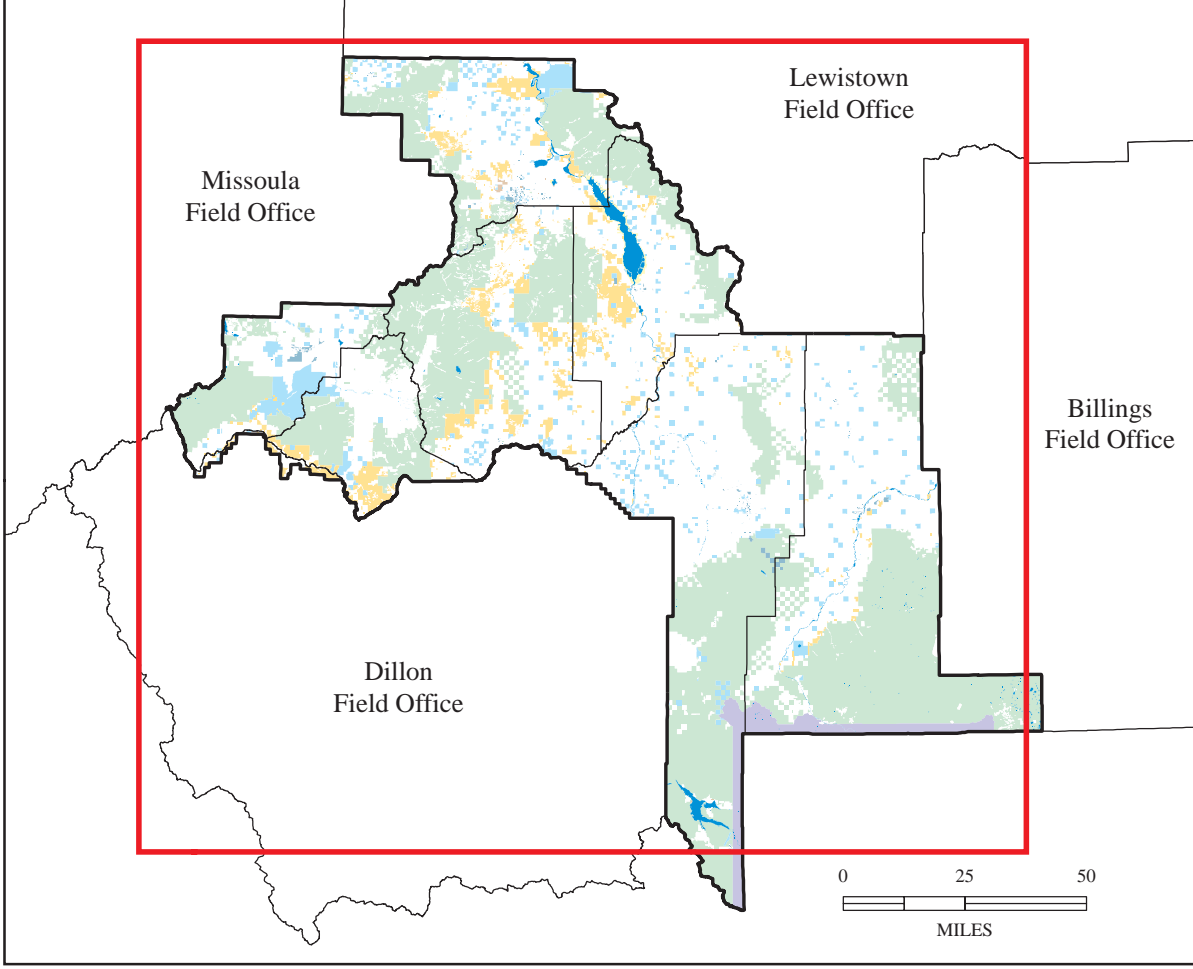 Lewistown
Field Office
Missoula
Field Office
Billings
Field Office
Dillon
Field Office
0 25 50
MILES